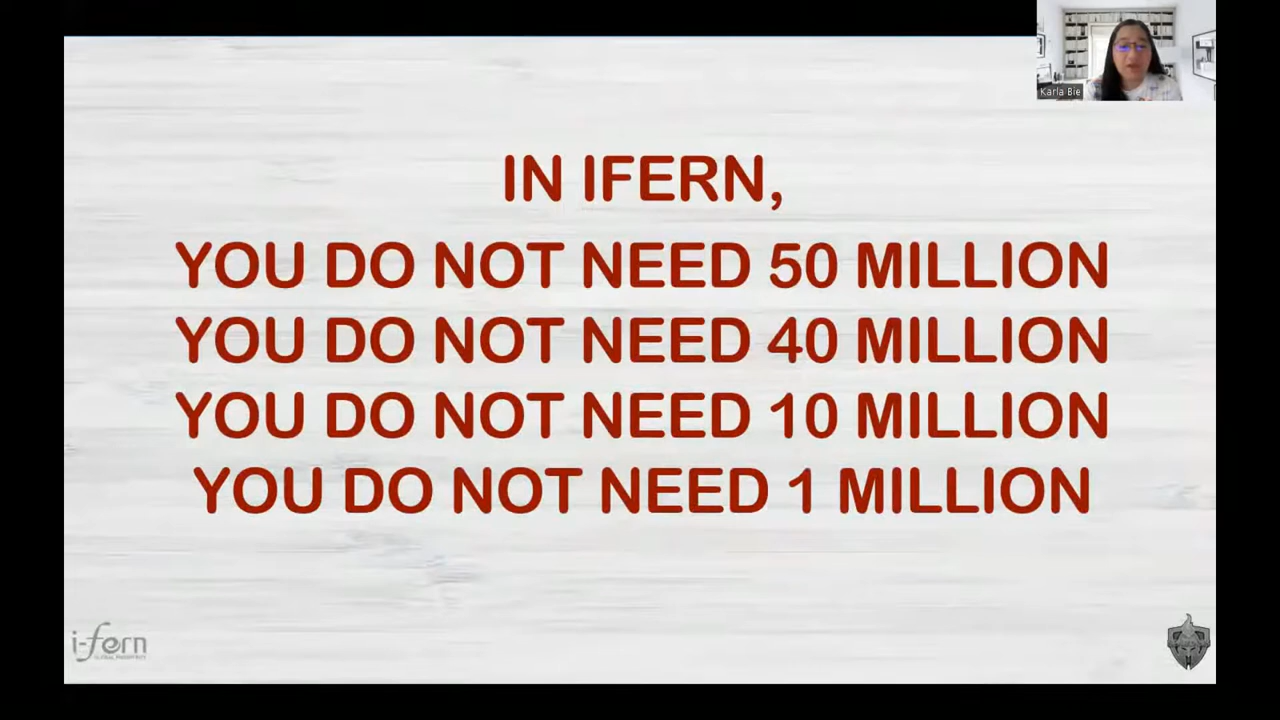 Karla Bie
IN IFERN,
YOU DO NOT NEED 50 MILLION
YOU DO NOT NEED 40 MILLION
YOU DO NOT NEED 10 MILLION
YOU DO NOT NEED 1 MILLION
i-fern